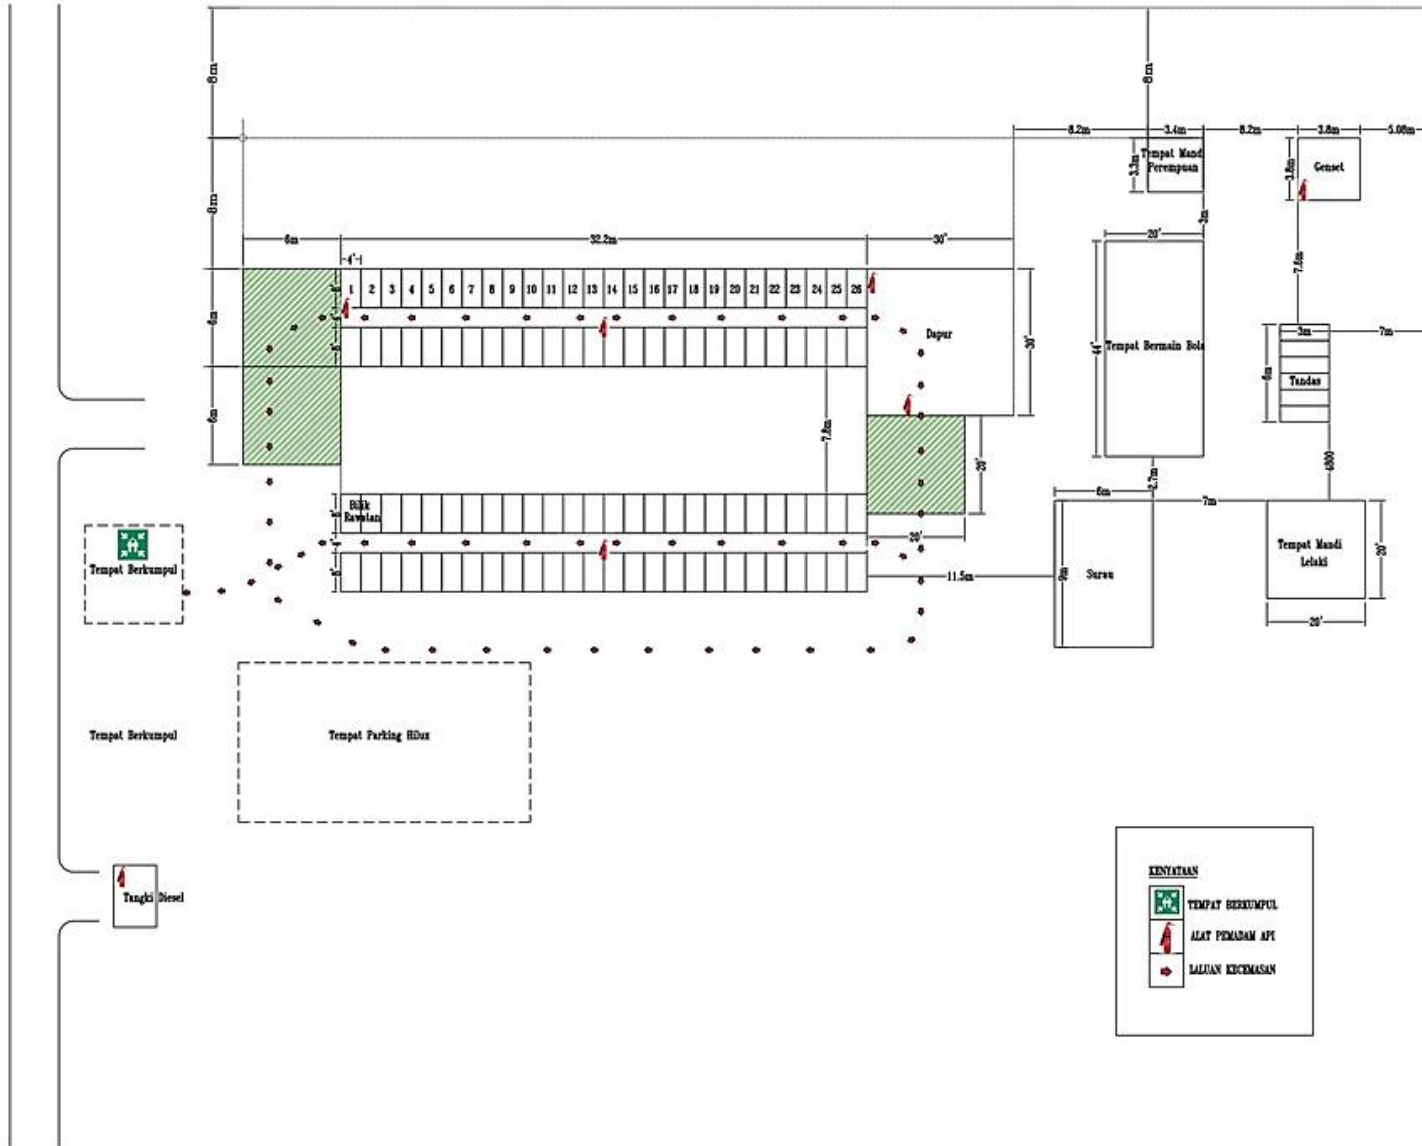 8m
8m
8.2m
3.4m
8.2m
3.8m
5.08m
Tempat Mandi
Perempuan
3.3m
3.8m
Genset
8m
3m
6m
32.2m
30'
20'
4'
7.6m
1 2 3 4 5 6 7 8 9 10 11 12 13 14 15 16 17 18 19 20 21 22 23 24 25 26
6m
Dapur
30'
44'
Tempat Bermain Bola
3m
7m
6m
Tandas
6m
7.8m
20'
4800
2.7m
Bilik
Rawatan
6m
7m
20'
Tempat Mandi
Lelaki
20'
Tempat Berkumpul
11.5m
9m
Surau
20'
Tempat Berkumpul
Tempat Parking Hilux
Tangki Diesel
KENYATAAN
TEMPAT BERKUMPUL
ALAT PEMADAM API
LALUAN KECEMASAN